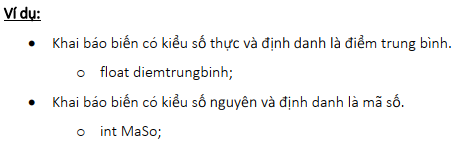 Ví dụ:
• Khai báo biến có kiểu số thực và định danh là điểm trung bình.
o float diemtrungbinh;
• Khai báo biến có kiểu số nguyên và định danh là mã số.
o int MaSo;